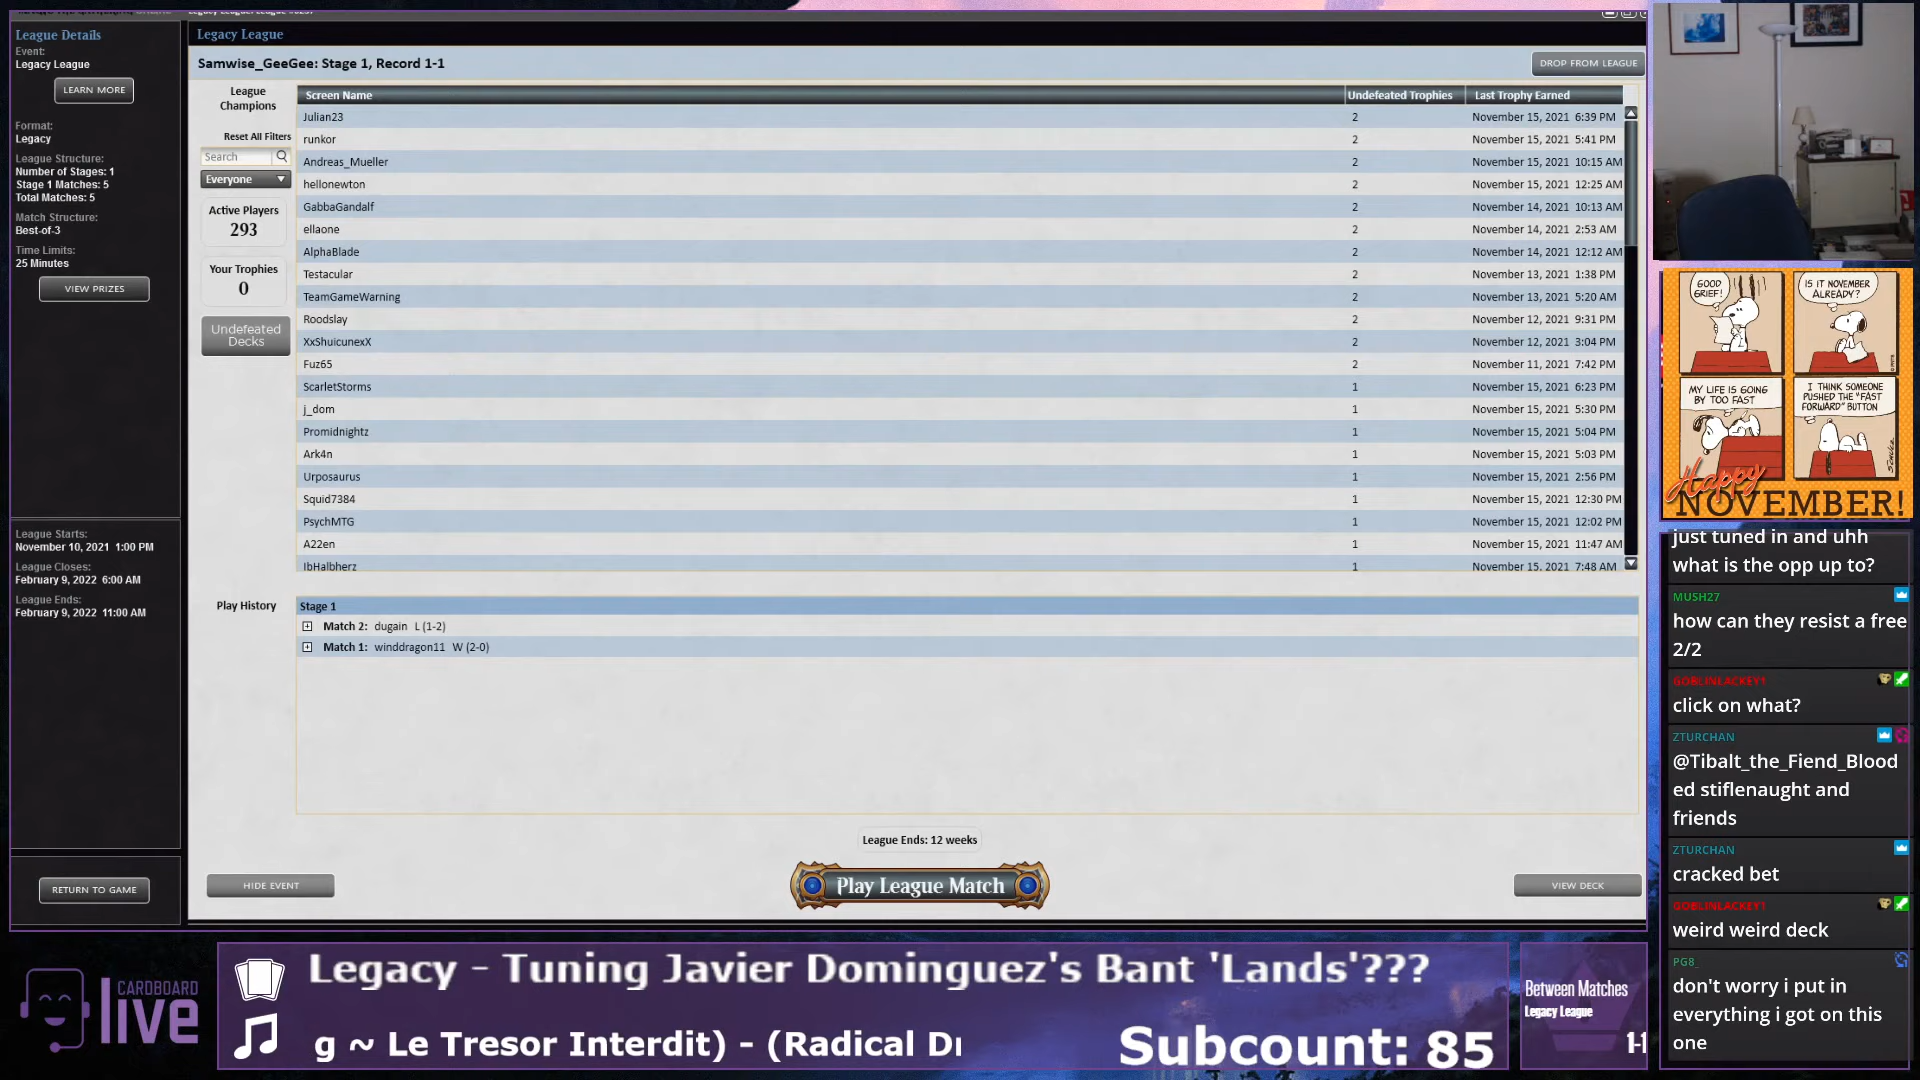 League Details
Event:
Legacy League
LEARN MORE
Format:
Legacy
League Structure:
Number of Stages: 1
Stage 1 Matches: 5
Total Matches: 5
Match Structure:
Best-of-3
Time Limits:
25 Minutes
VIEW PRIZES
League Starts:
November 10, 2021 1:00 PM
League Closes:
February 9, 2022 6:00 AM
League Ends:
February 9, 2022 11:00 AM
RETURN TO GAME
Legacy League
Samwise_GeeGee: Stage 1, Record 1-1
DROP FROM LEAGUE
League
Champions
Reset All Filters
Search
Everyone
Active Players
293
Your Trophies
0
Undefeated
Decks
Screen Name Undefeated Trophies Last Trophy Earned
Julian23 2 November 15, 2021 6:39 PM
runkor 2 November 15, 2021 5:41 PM
Andreas_Mueller 2 November 15, 2021 10:15 AM
hellonewton 2 November 15, 2021 12:25 AM
GabbaGandalf 2 November 14, 2021 10:13 AM
ellaone 2 November 14, 2021 2:53 AM
AlphaBlade 2 November 14, 2021 12:12 AM
Testacular 2 November 13, 2021 1:38 PM
TeamGameWarning 2 November 13, 2021 5:20 AM
Roodslay 2 November 12, 2021 9:31 PM
XxShuicunexX 2 November 12, 2021 3:04 PM
Fuz65 2 November 11, 2021 7:42 PM
ScarletStorms 1 November 15, 2021 6:23 PM
j_dom 1 November 15, 2021 5:30 PM
Promidnightz 1 November 15, 2021 5:04 PM
Ark4n 1 November 15, 2021 5:03 PM
Urposaurus 1 November 15, 2021 2:56 PM
Squid7384 1 November 15, 2021 12:30 PM
PsychMTG 1 November 15, 2021 12:02 PM
A22en 1 November 15, 2021 11:47 AM
IbHalbherz 1 November 15, 2021 7:48 AM
Play History
Stage 1
Match 2: dugain L (1-2)
Match 1: winddragon11 W (2-0)
League Ends: 12 weeks
HIDE EVENT
Play League Match
VIEW DECK
GOOD
GRIEF!
IS IT NOVEMBER
ALREADY?
MY LIFE IS GOING
BY TOO FAST
I THINK SOMEONE
PUSHED THE "FAST
FORWARD" BUTTON
Happy
NOVEMBER!
just tuned in and uhh
what is the opp up to?
MUSH27
how can they resist a free
2/2
GOBLINLACKEY1
click on what?
ZTURCHAN
@Tibalt_the_Fiend_Blood
ed stiflenaught and
friends
ZTURCHAN
cracked bet
GOBLINLACKEY1
weird weird deck
PG8_
don't worry i put in
everything i got on this
one
CARDBOARD
live
Legacy - Tuning Javier Dominguez's Bant 'Lands'???
g ~ Le Tresor Interdit) - (Radical Dr
Subcount: 85
Between Matches
Legacy League
1-1